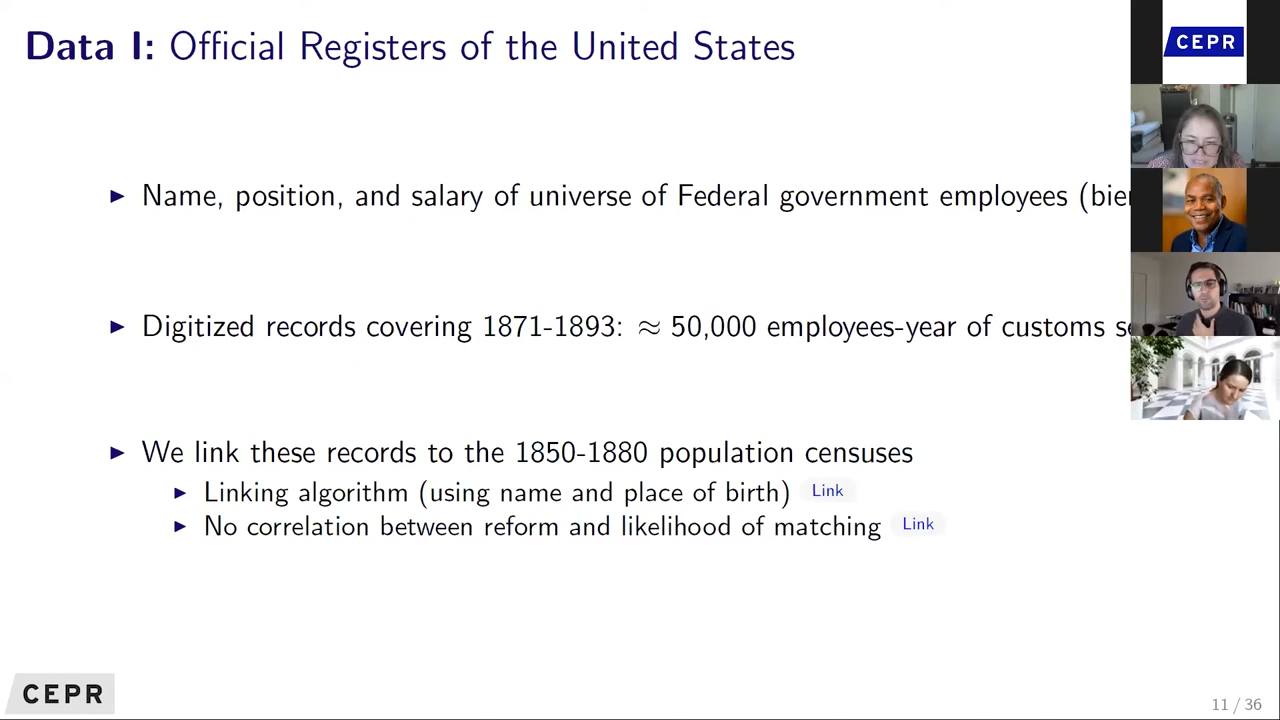 Data I: Official Registers of the United States
CEPR
▶ Name, position, and salary of universe of Federal government employees
▶ Digitized records covering 1871-1893: ≈ 50,000 employees-year of customs
▶ We link these records to the 1850-1880 population censuses
▶ Linking algorithm (using name and place of birth) Link
▶ No correlation between reform and likelihood of matching Link
CEPR
11 / 36